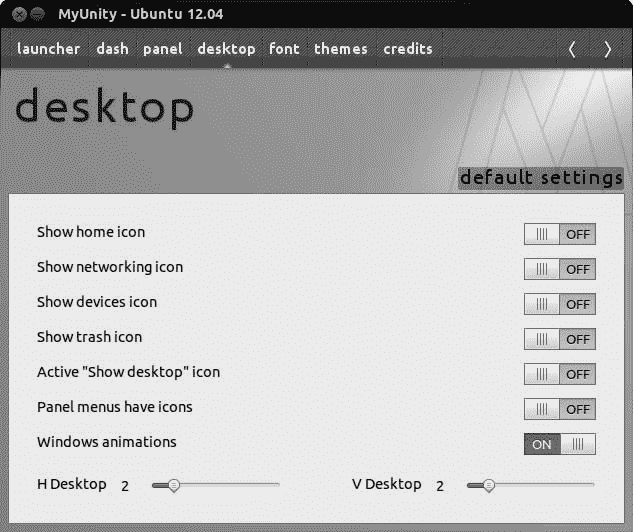 MyUnity - Ubuntu 12.04
launcher dash panel desktop font themes credits
desktop
default settings
Show home icon OFF
Show networking icon OFF
Show devices icon OFF
Show trash icon OFF
Active "Show desktop" icon OFF
Panel menus have icons OFF
Windows animations ON
H Desktop 2 V Desktop 2